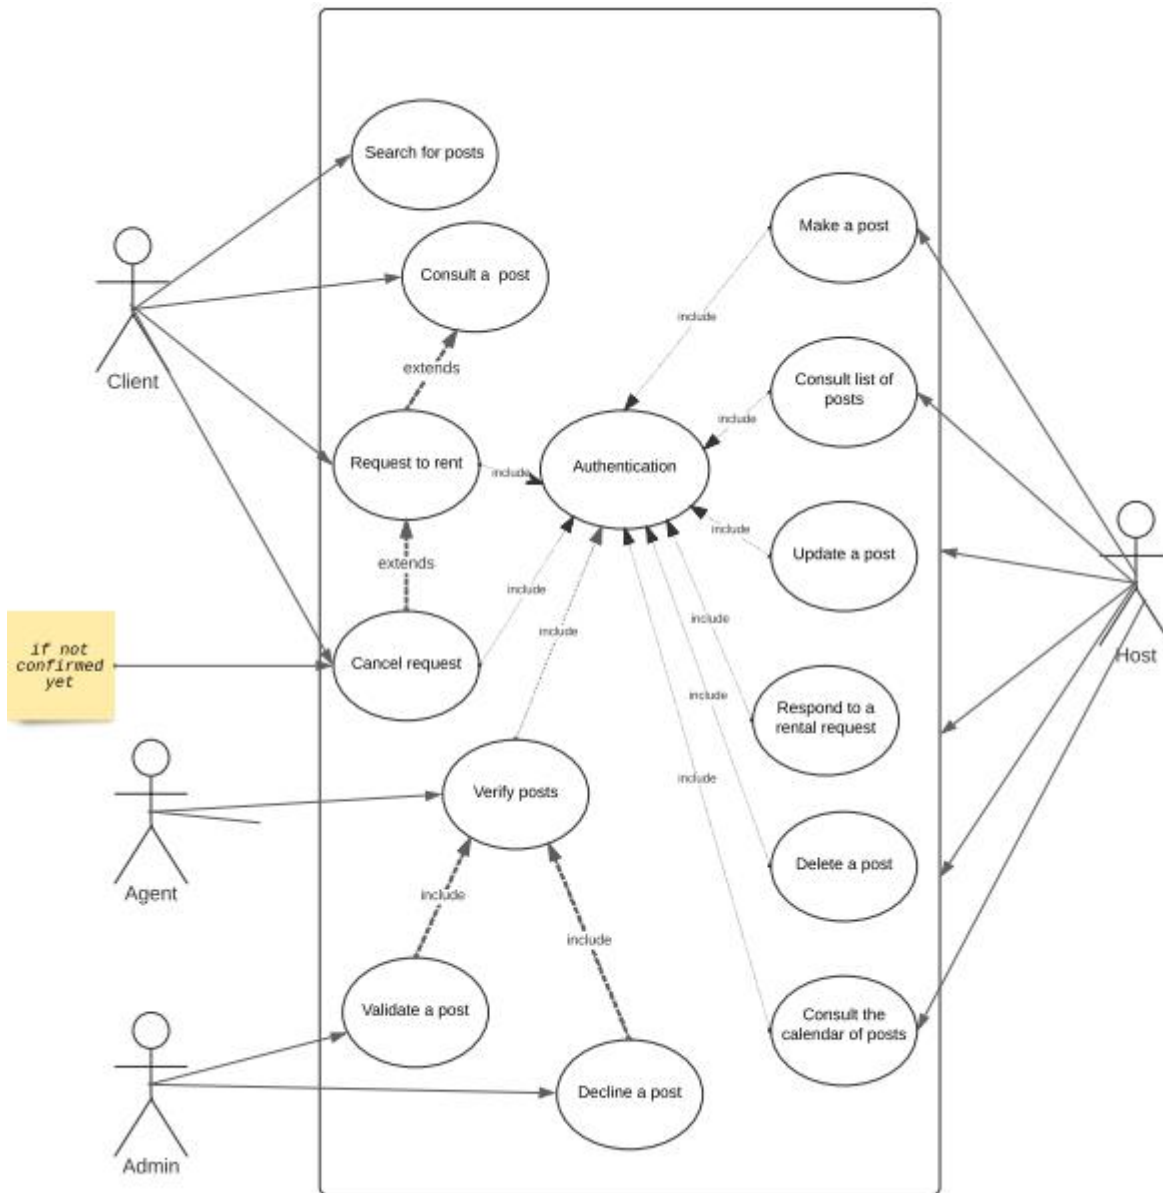 Search for posts
Make a post
Consult a post
include
Client
extends
Consult list of
posts
include
Request to rent
include
Authentication
include
Update a post
extends
include
include
include
if not
confirmed
yet
Cancel request
Host
include
Respond to a
rental request
include
Verify posts
Agent
Delete a post
include
include
Validate a post
Consult the
calendar of posts
Decline a post
Admin